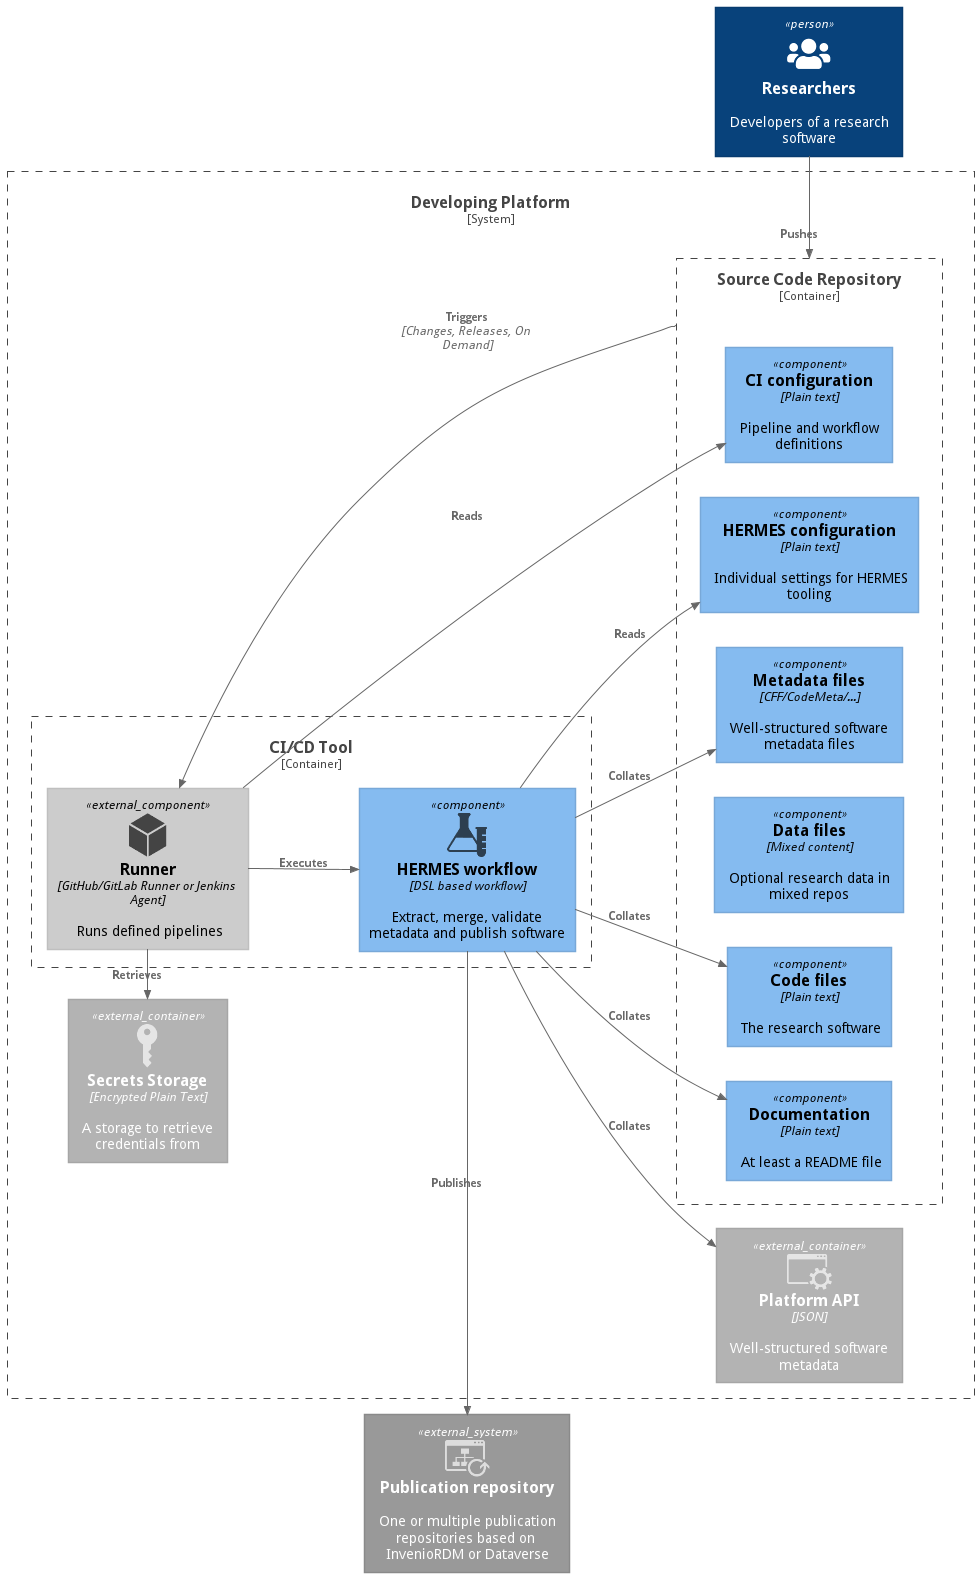 «person»
Researchers
Developers of a research
software
Developing Platform
[System]
Pushes
Source Code Repository
[Container]
Triggers
[Changes, Releases, On
Demand]
«component»
CI configuration
[Plain text]
Pipeline and workflow
definitions
Reads
«component»
HERMES configuration
[Plain text]
Individual settings for HERMES
tooling
Reads
«component»
Metadata files
[CFF/CodeMeta/...]
Well-structured software
metadata files
CI/CD Tool
[Container]
Collates
«external_component»
Runner
[GitHub/GitLab Runner or Jenkins
Agent]
Runs defined pipelines
Executes
«component»
HERMES workflow
[DSL based workflow]
Extract, merge, validate
metadata and publish software
«component»
Data files
[Mixed content]
Optional research data in
mixed repos
Collates
«component»
Code files
[Plain text]
The research software
Retrieves
«external_container»
Secrets Storage
[Encrypted Plain Text]
A storage to retrieve
credentials from
Collates
«component»
Documentation
[Plain text]
At least a README file
Collates
Publishes
«external_container»
Platform API
[JSON]
Well-structured software
metadata
«external_system»
Publication repository
One or multiple publication
repositories based on
InvenioRDM or Dataverse